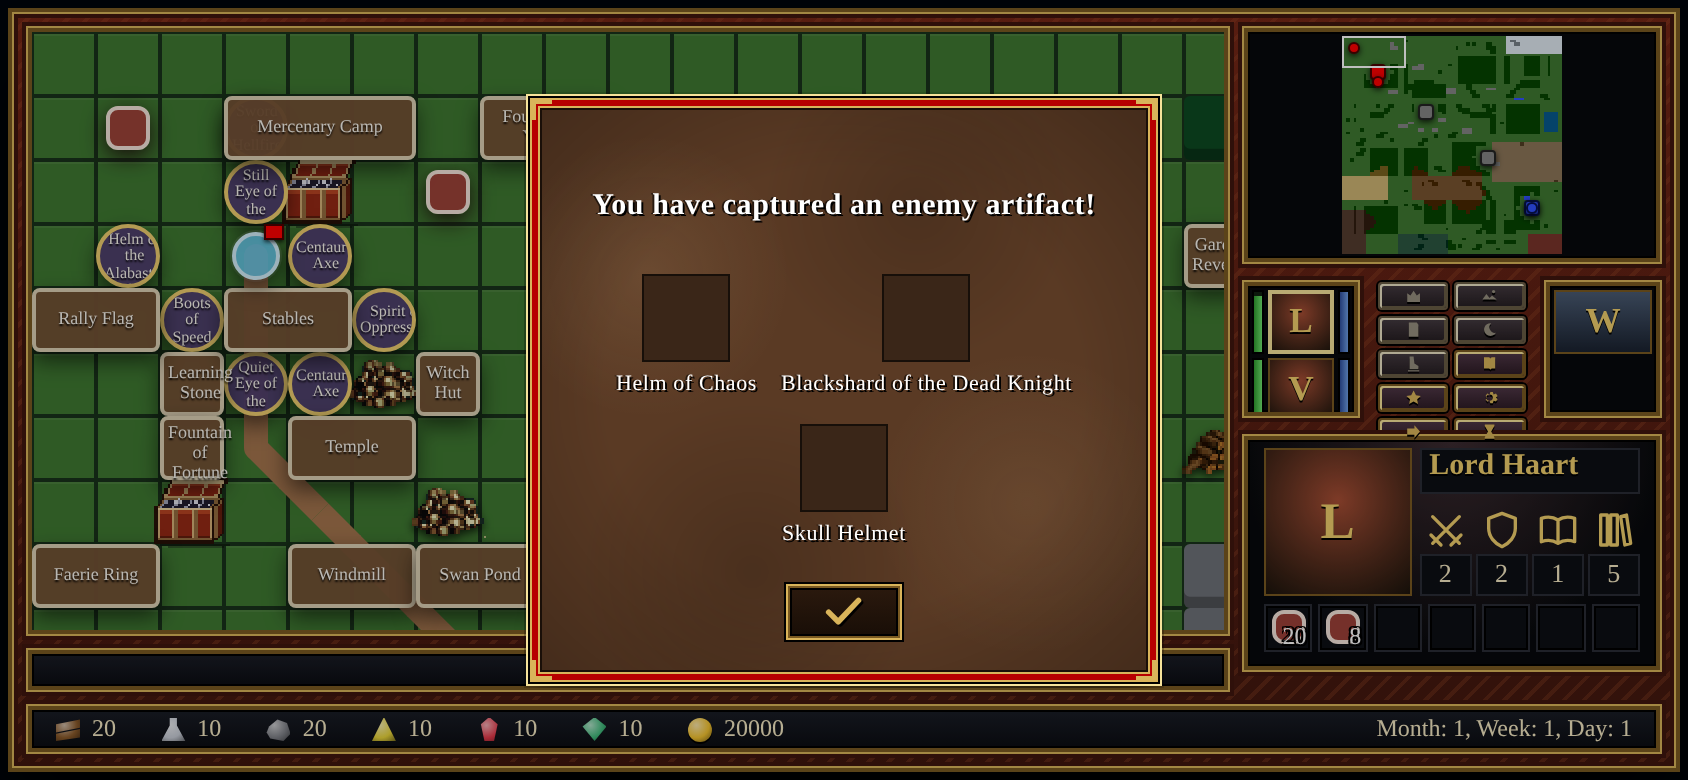 Mercenary Camp
Still
Eye of
the
Helm
the
Alabast
Centaur
Axe
Rally Flag
Boots
of
Speed
Stables
Spirit
Oppress
Learning
Stone
Quiet
Eye of
the
Centaur
Axe
Witch
Hut
Fountain
of
Fortune
Temple
Faerie Ring
Windmill
Swan Pond
You have captured an enemy artifact!
Helm of Chaos
Blackshard of the Dead Knight
Skull Helmet
L
V
W
L
Lord Haart
2 2 1 5
20 8
20 10 20 10 10 10 20000
Month: 1, Week: 1, Day: 1